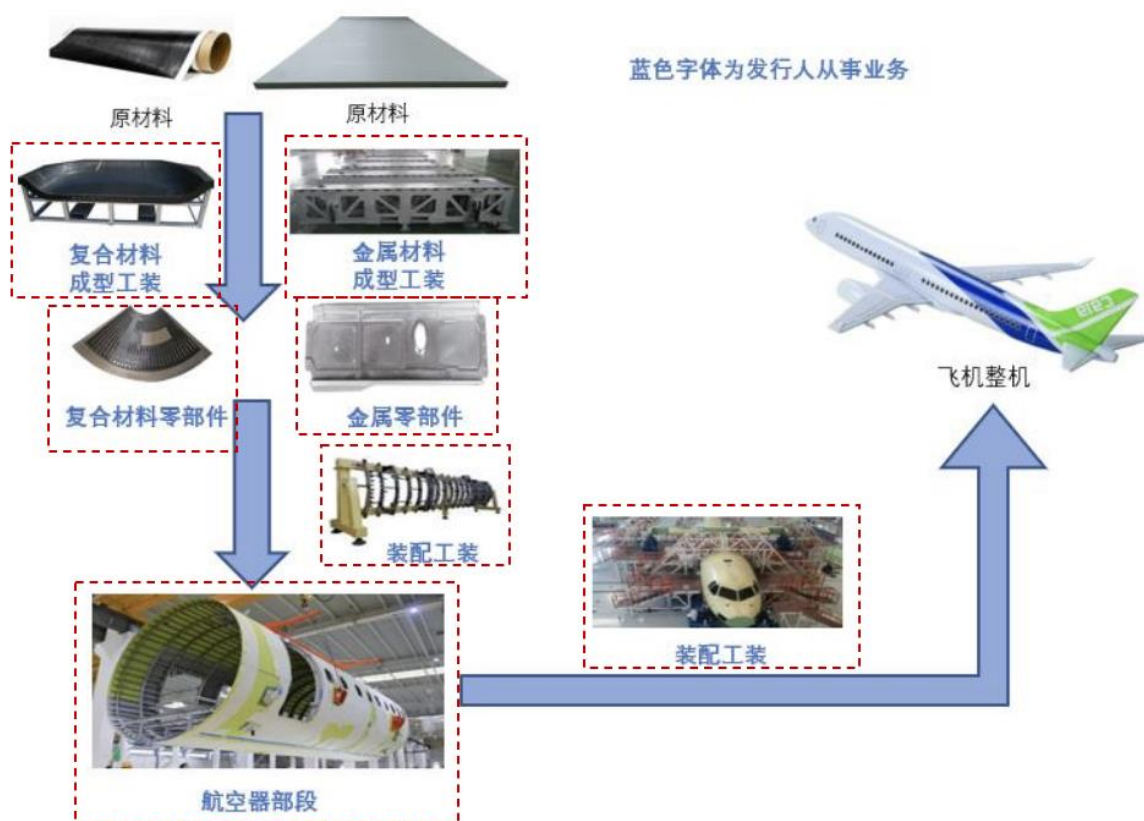 蓝色字体为发行人从事业务
原材料
原材料
复合材料
成型工装
金属材料
成型工装
复合材料零部件
金属零部件
装配工装
装配工装
航空器部段
飞机整机